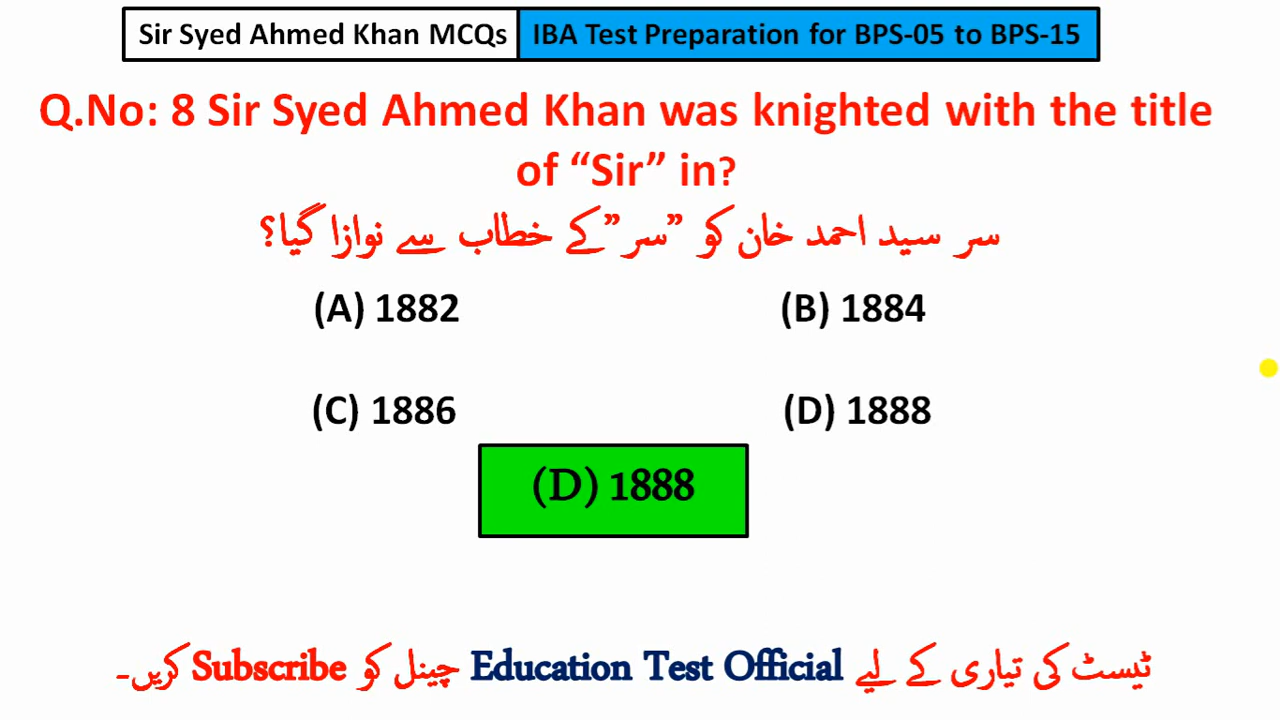 Sir Syed Ahmed Khan MCQs IBA Test Preparation for BPS-05 to BPS-15
Q.No: 8 Sir Syed Ahmed Khan was knighted with the title
of “Sir” in?
سر سید احمد خان کو ”سر” کے خطاب سے نوازا گیا؟
(A) 1882 (B) 1884
(C) 1886 (D) 1888
(D) 1888
ٹیسٹ کی تیاری کے لیے Education Test Official چینل کو Subscribe کریں۔